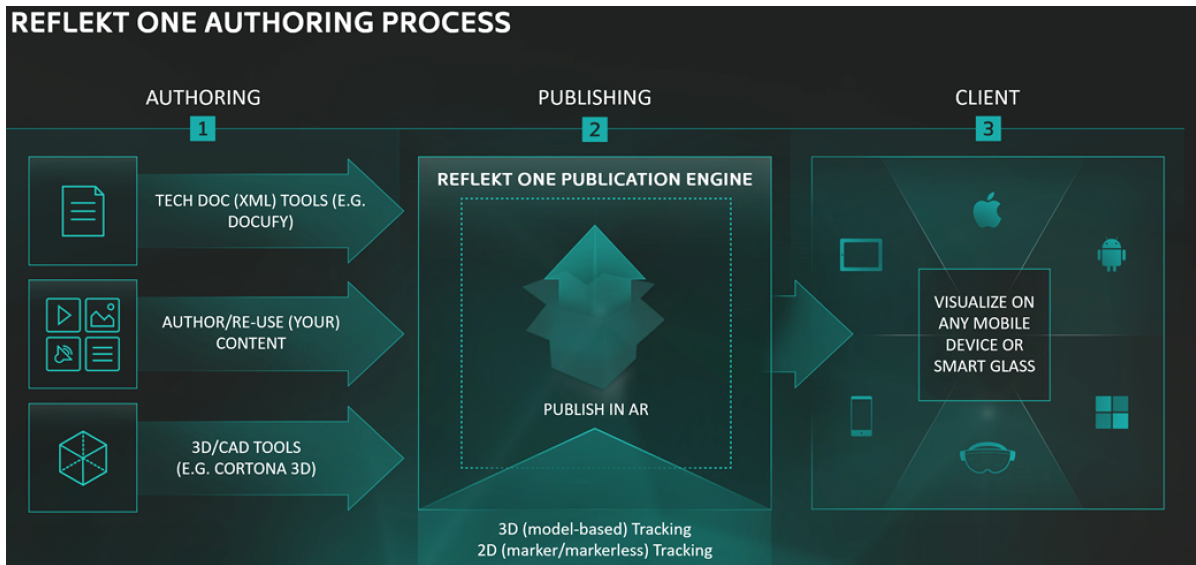 REFLEKT ONE AUTHORING PROCESS
AUTHORING
1
PUBLISHING
2
CLIENT
3
TECH DOC (XML) TOOLS (E.G.
DOCUFY)
AUTHOR/RE-USE (YOUR)
CONTENT
3D/CAD TOOLS
(E.G. CORTONA 3D)
REFLEKT ONE PUBLICATION ENGINE
PUBLISH IN AR
3D (model-based) Tracking
2D (marker/markerless) Tracking
VISUALIZE ON
ANY MOBILE
DEVICE OR
SMART GLASS